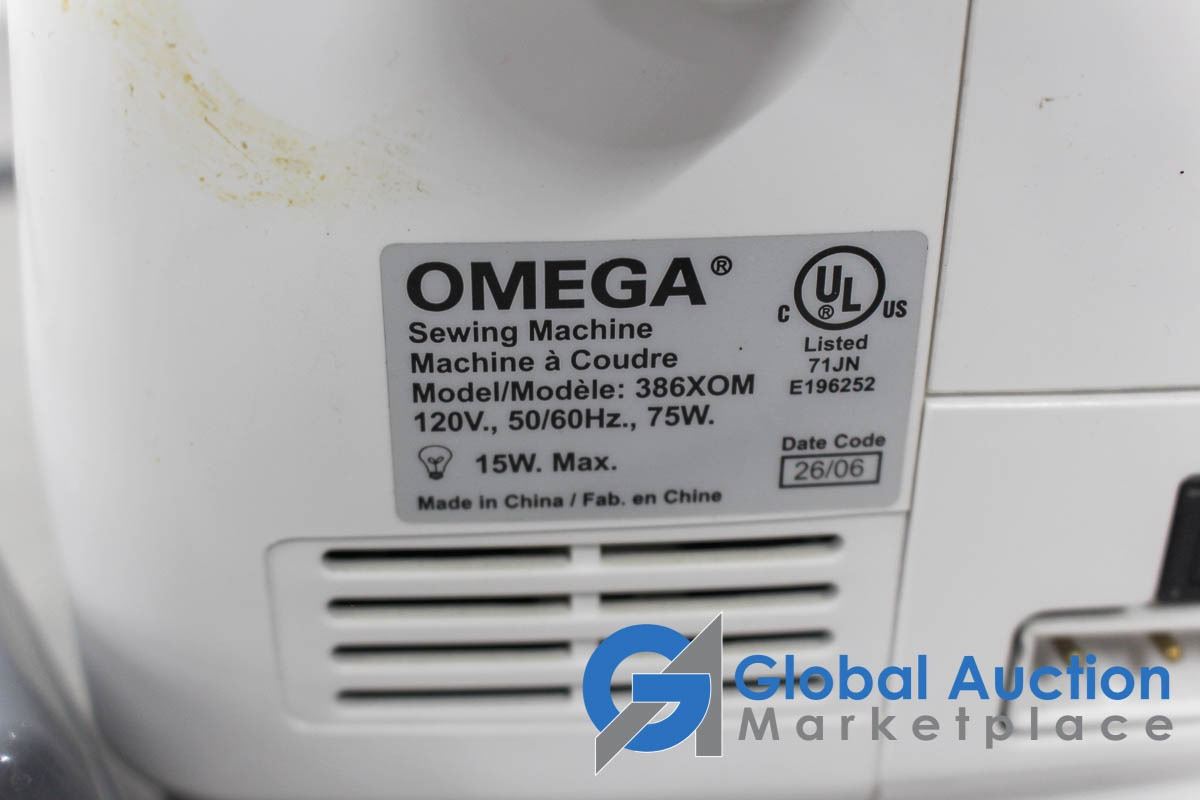 OMEGA®
Sewing Machine
Machine à Coudre
Model/Modèle: 386XOM
120V., 50/60Hz., 75W.
15W. Max.
Made in China / Fab. en Chine
C UL® US
Listed
71JN
E196252
Date Code
26/06
Global Auction
Marketplace